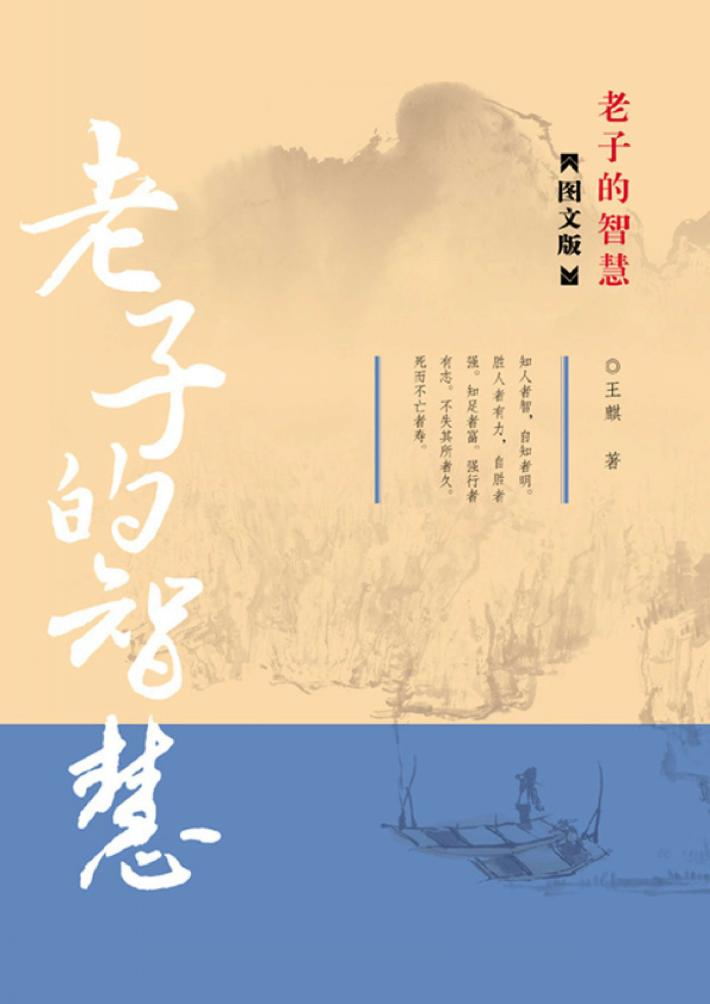 老子的智慧
图文版
◎王麒 著
知人者智，自知者明。
胜人者有力，自胜者
强。知足者富。强行者
有志。不失其所者久。
死而不亡者寿。
老子的智慧